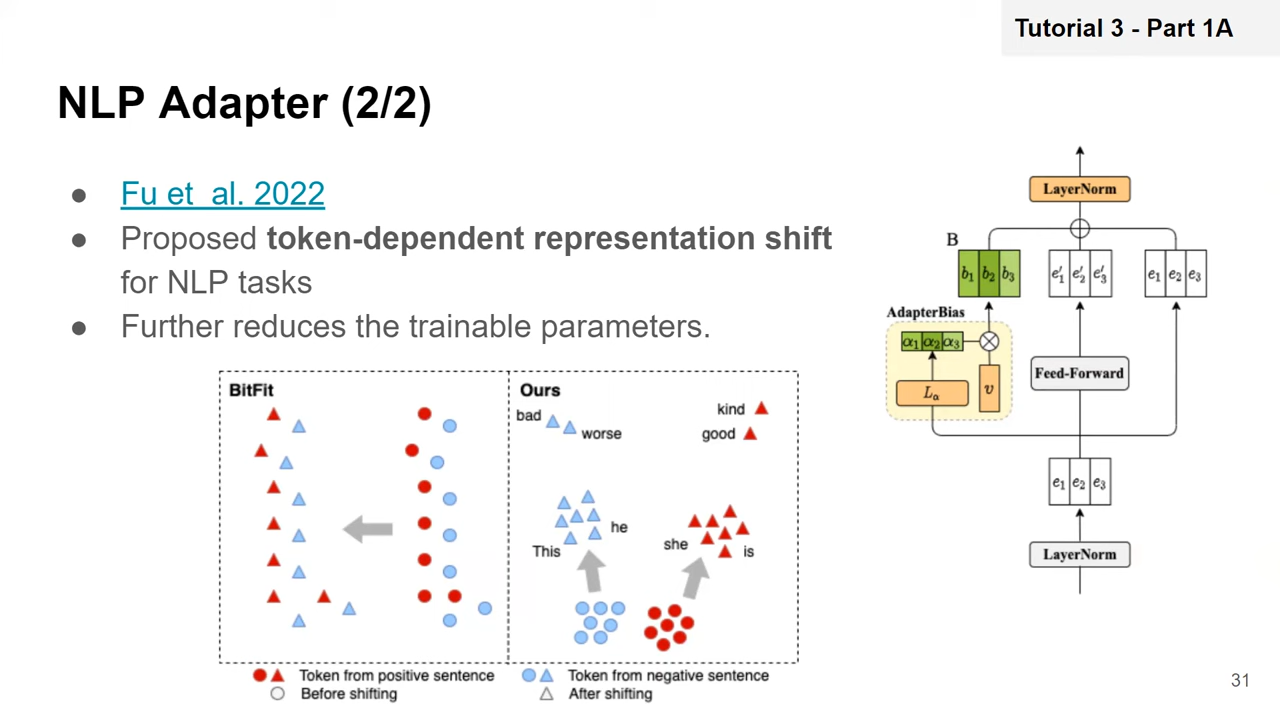 Tutorial 3 - Part 1A
NLP Adapter (2/2)
● Fu et al. 2022
● Proposed token-dependent representation shift
for NLP tasks
● Further reduces the trainable parameters.
BitFit
Ours
bad
worse
kind
good
This
he
she
is
Token from positive sentence
Token from negative sentence
Before shifting
After shifting
LayerNorm
B
b₁ b₂ b₃
e′₁ e′₂ e′₃
e₁ e₂ e₃
AdapterBias
α₁ α₂ α₃
Lα
v
Feed-Forward
e₁ e₂ e₃
LayerNorm
31